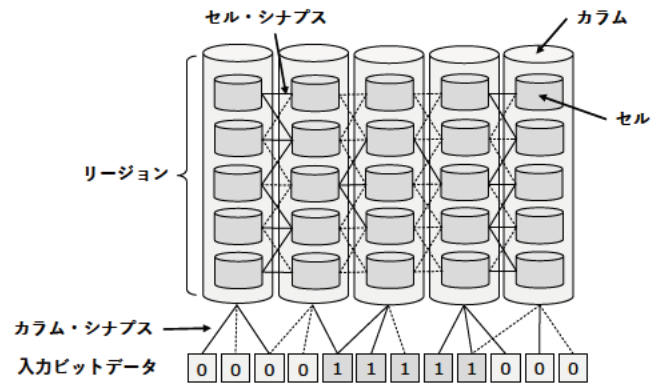 セル・シナプス
カラム
セル
リージョン
カラム・シナプス
入力ビットデータ 0 0 0 0 1 1 1 1 1 0 0 0